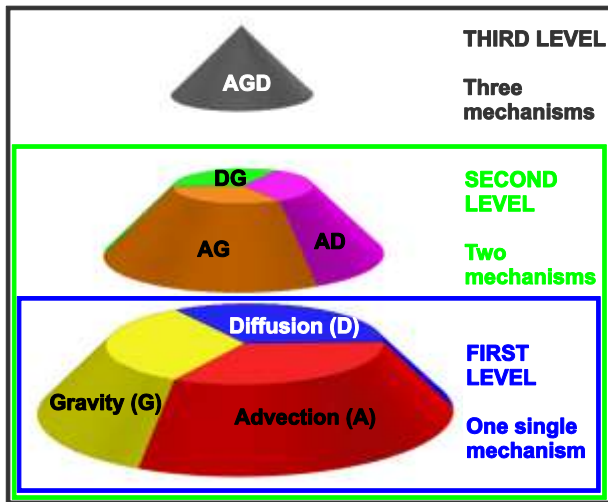 THIRD LEVEL
Three
mechanisms
AGD
SECOND
LEVEL
Two
mechanisms
DG
AG
AD
FIRST
LEVEL
One single
mechanism
Diffusion (D)
Gravity (G)
Advection (A)